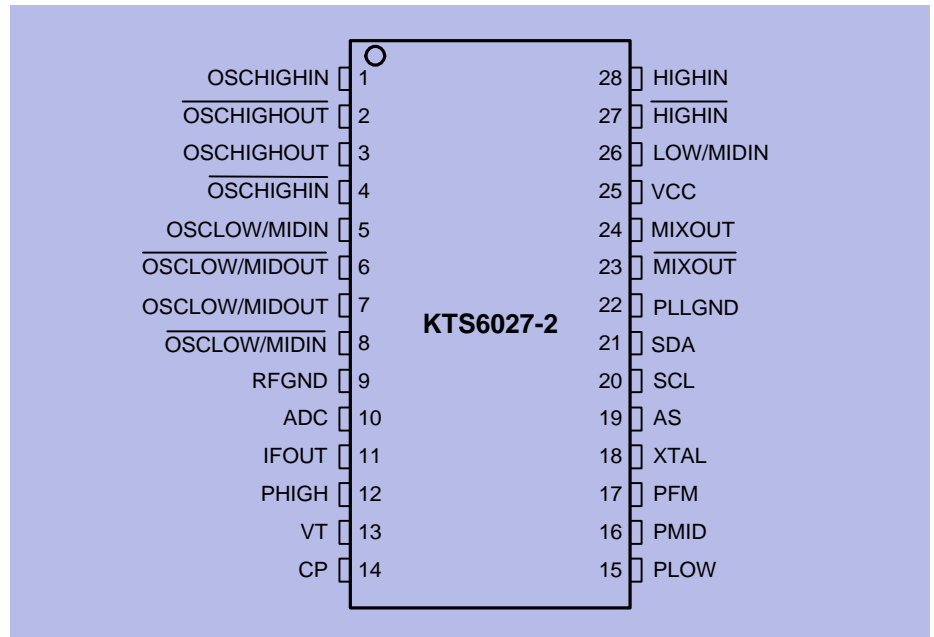 OSCHIGHIN 1 28 HIGHIN
OSCHIGHOUT 2 27 HIGHIN
OSCHIGHOUT 3 26 LOW/MIDIN
OSCHIGHIN 4 25 VCC
OSCLOW/MIDIN 5 24 MIXOUT
OSCLOW/MIDOUT 6 23 MIXOUT
OSCLOW/MIDOUT 7 22 PLLGND
KTS6027-2
OSCLOW/MIDIN 8 21 SDA
RFGND 9 20 SCL
ADC 10 19 AS
IFOUT 11 18 XTAL
PHIGH 12 17 PFM
VT 13 16 PMID
CP 14 15 PLOW